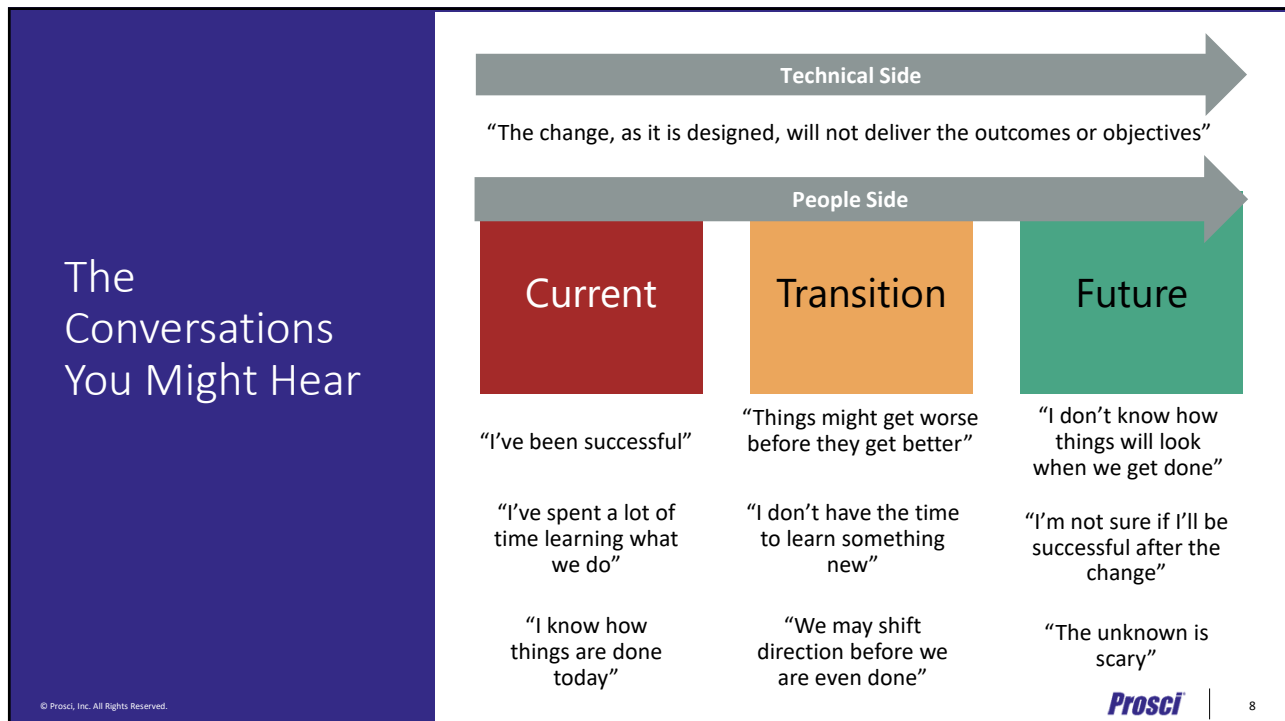 The
Conversations
You Might Hear
Technical Side
“The change, as it is designed, will not deliver the outcomes or objectives”
People Side
Current
“I’ve been successful”
“I’ve spent a lot of
time learning what
we do”
“I know how
things are done
today”
Transition
“Things might get worse
before they get better”
“I don’t have the time
to learn something
new”
“We may shift
direction before we
are even done”
Future
“I don’t know how
things will look
when we get done”
“I’m not sure if I’ll be
successful after the
change”
“The unknown is
scary”
© Prosci, Inc. All Rights Reserved.
Prosci
8